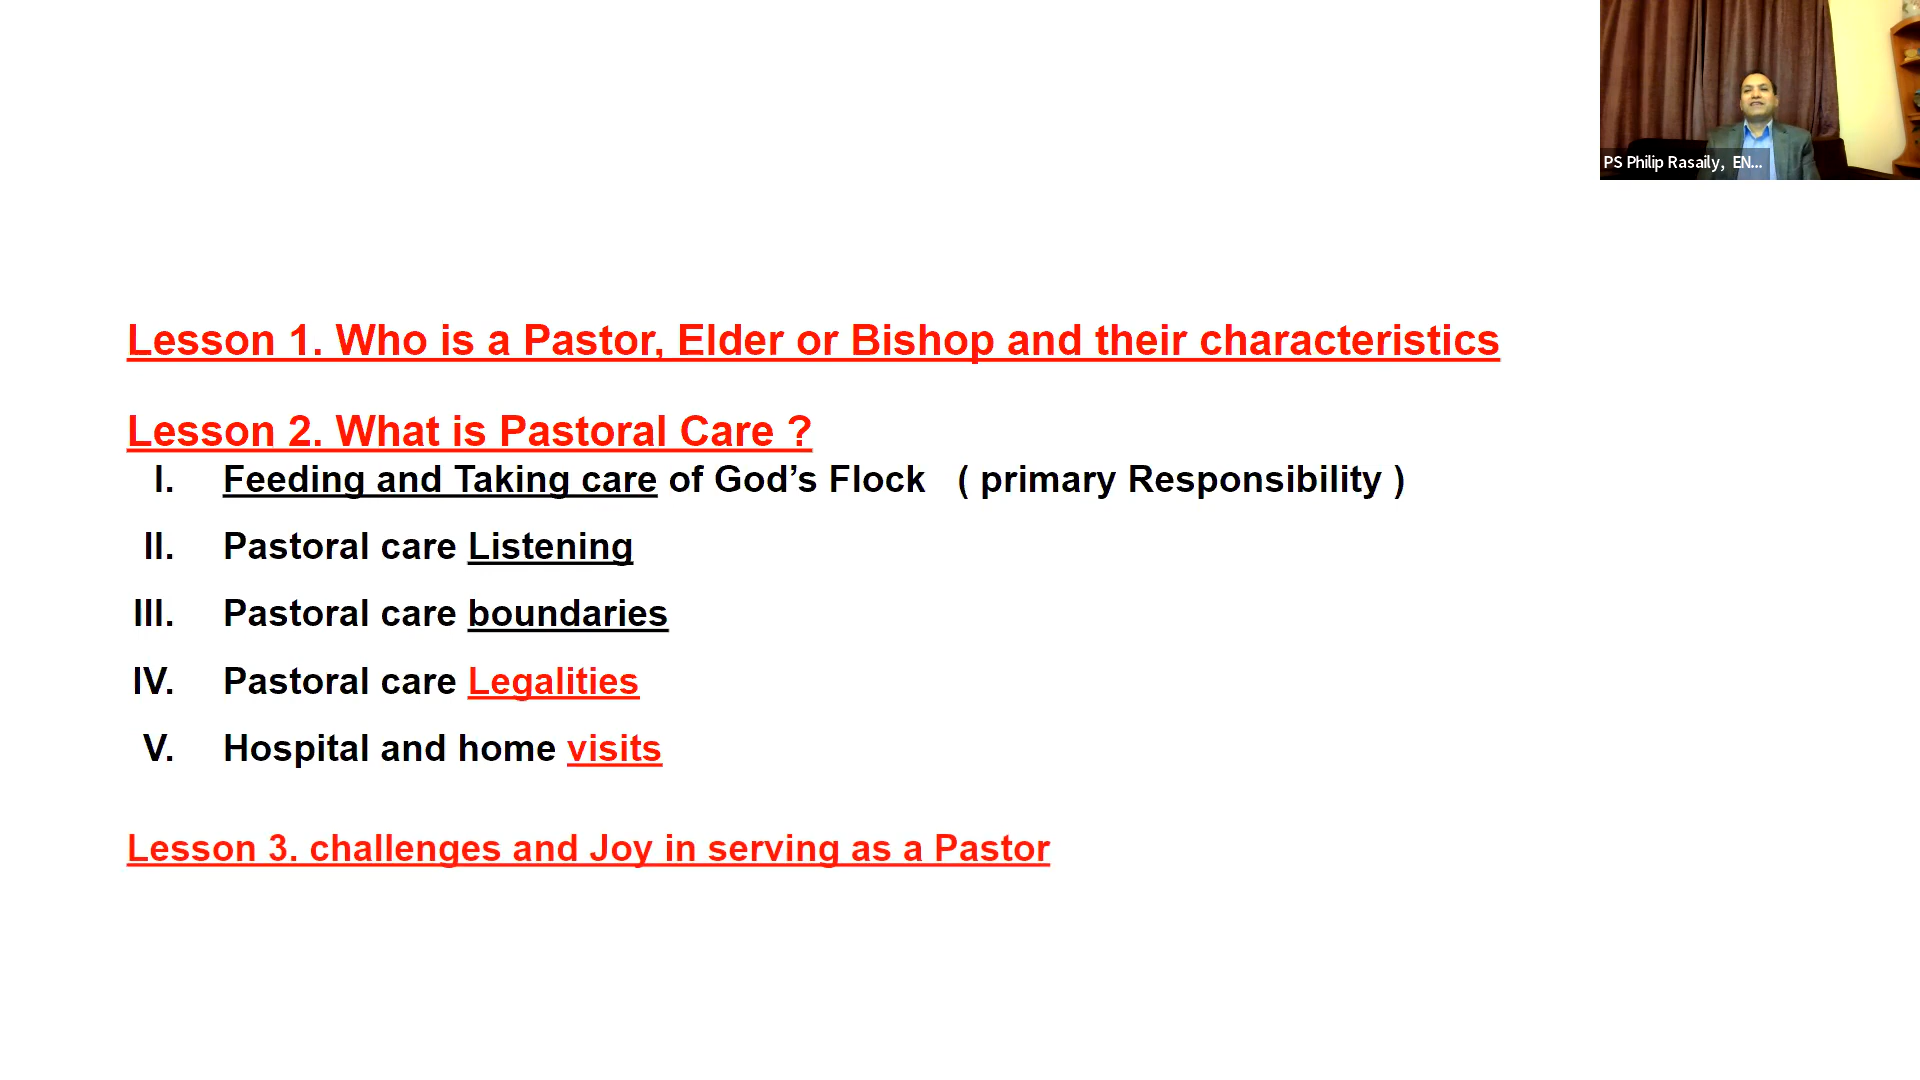 PS Philip Rasaily, EN...
Lesson 1. Who is a Pastor, Elder or Bishop and their characteristics
Lesson 2. What is Pastoral Care ?
I. Feeding and Taking care of God’s Flock ( primary Responsibility )
II. Pastoral care Listening
III. Pastoral care boundaries
IV. Pastoral care Legalities
V. Hospital and home visits
Lesson 3. challenges and Joy in serving as a Pastor